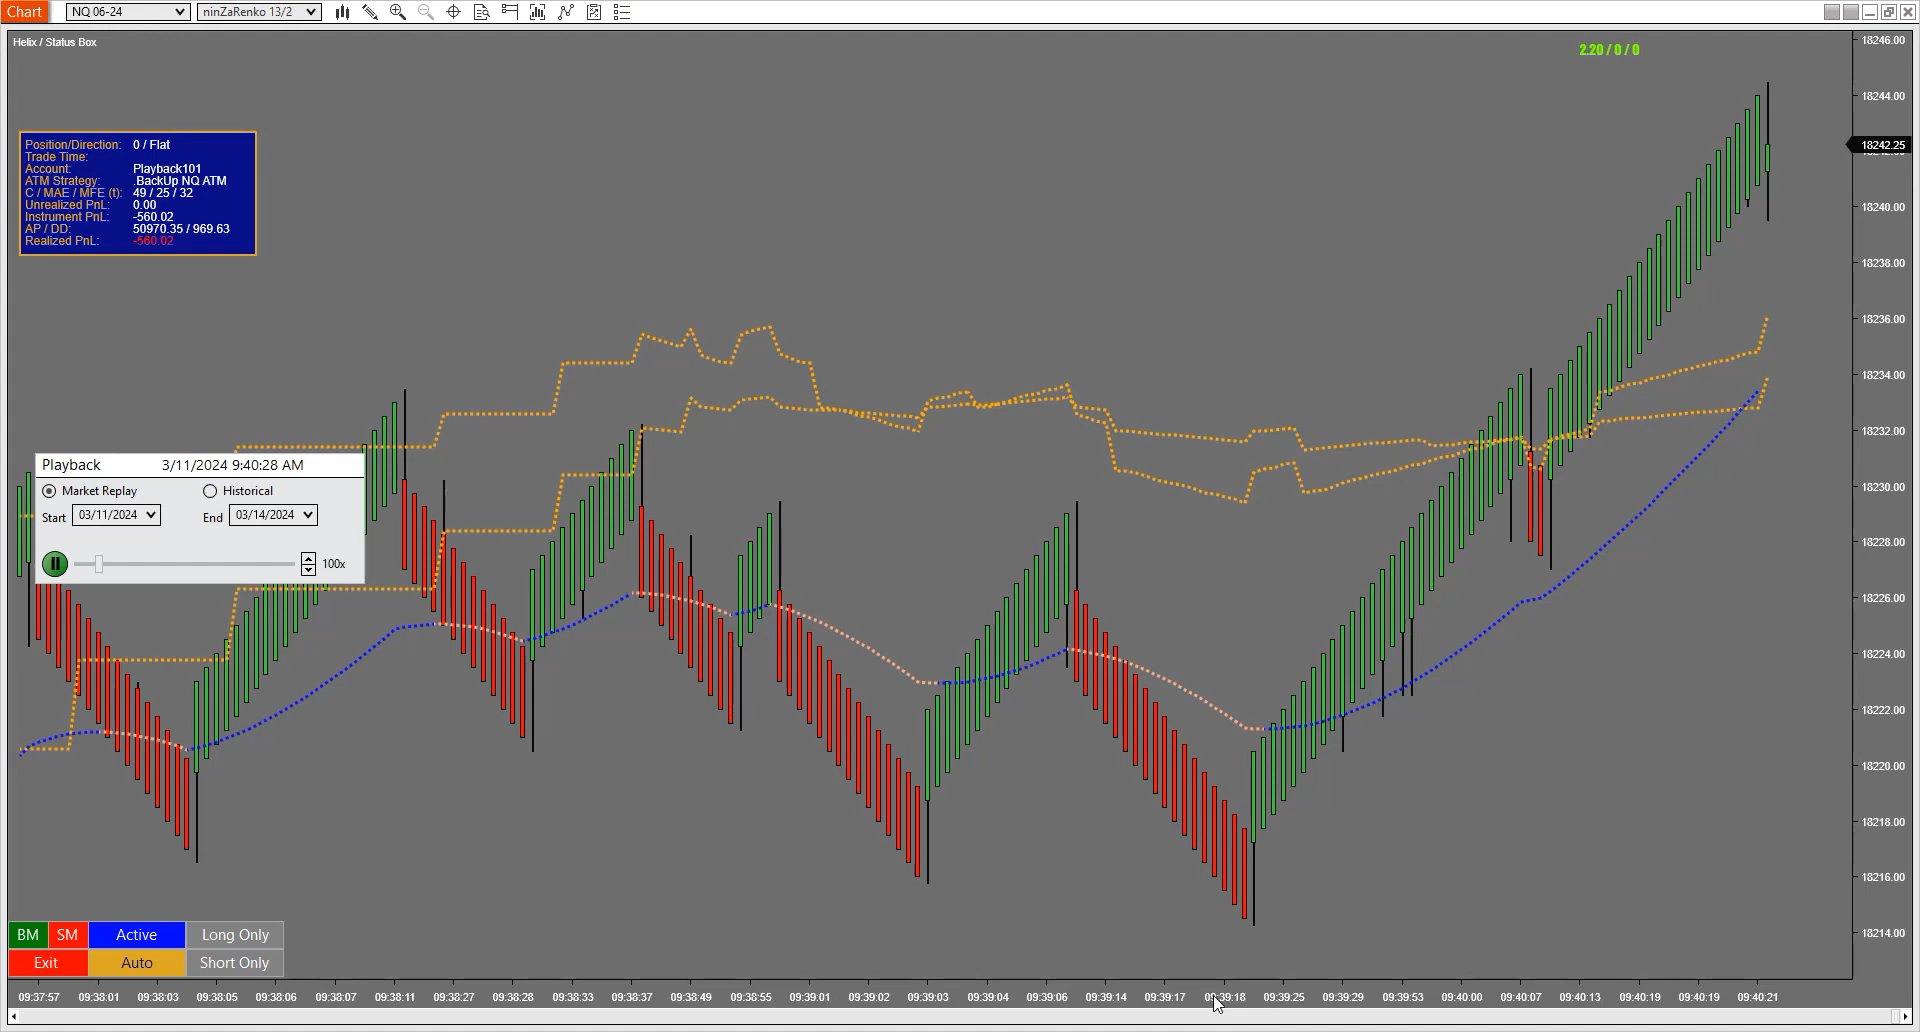 Chart NQ 06-24 ninZaRenko 13/2
Helix / Status Box
2.20 / 0 / 0
Position/Direction: 0 / Flat
Trade Time:
Account: Playback101
ATM Strategy: .BackUp NQ ATM
C / MAE / MFE (t): 49 / 25 / 32
Unrealized PnL: 0.00
Instrument PnL: -560.02
AP / DD: 50970.35 / 969.63
Realized PnL: -560.02
Playback 3/11/2024 9:40:28 AM
Market Replay Historical
Start 03/11/2024 End 03/14/2024
100x
BM SM Active Long Only
Exit Auto Short Only
18246.00
18244.00
18242.25
18240.00
18238.00
18236.00
18234.00
18232.00
18230.00
18228.00
18226.00
18224.00
18222.00
18220.00
18218.00
18216.00
18214.00
09:37:57 09:38:01 09:38:03 09:38:05 09:38:06 09:38:07 09:38:11 09:38:27 09:38:28 09:38:33 09:38:37 09:38:49 09:38:55 09:39:01 09:39:02 09:39:03 09:39:04 09:39:06 09:39:14 09:39:17 09:39:18 09:39:25 09:39:29 09:39:53 09:40:00 09:40:07 09:40:13 09:40:19 09:40:19 09:40:21